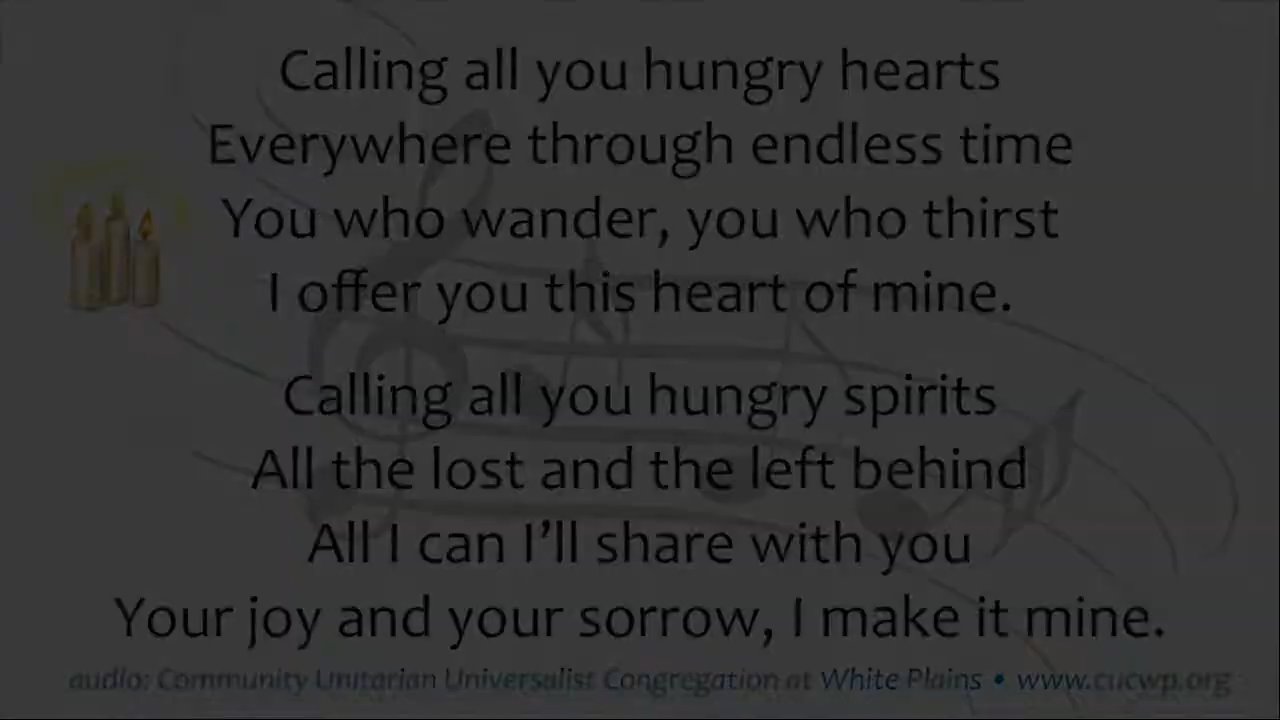 Calling all you hungry hearts
Everywhere through endless time
You who wander, you who thirst
I offer you this heart of mine.
Calling all you hungry spirits
All the lost and the left behind
All I can I’ll share with you
Your joy and your sorrow, I make it mine.
audio: Community Unitarian Universalist Congregation at White Plains • www.cucwp.org